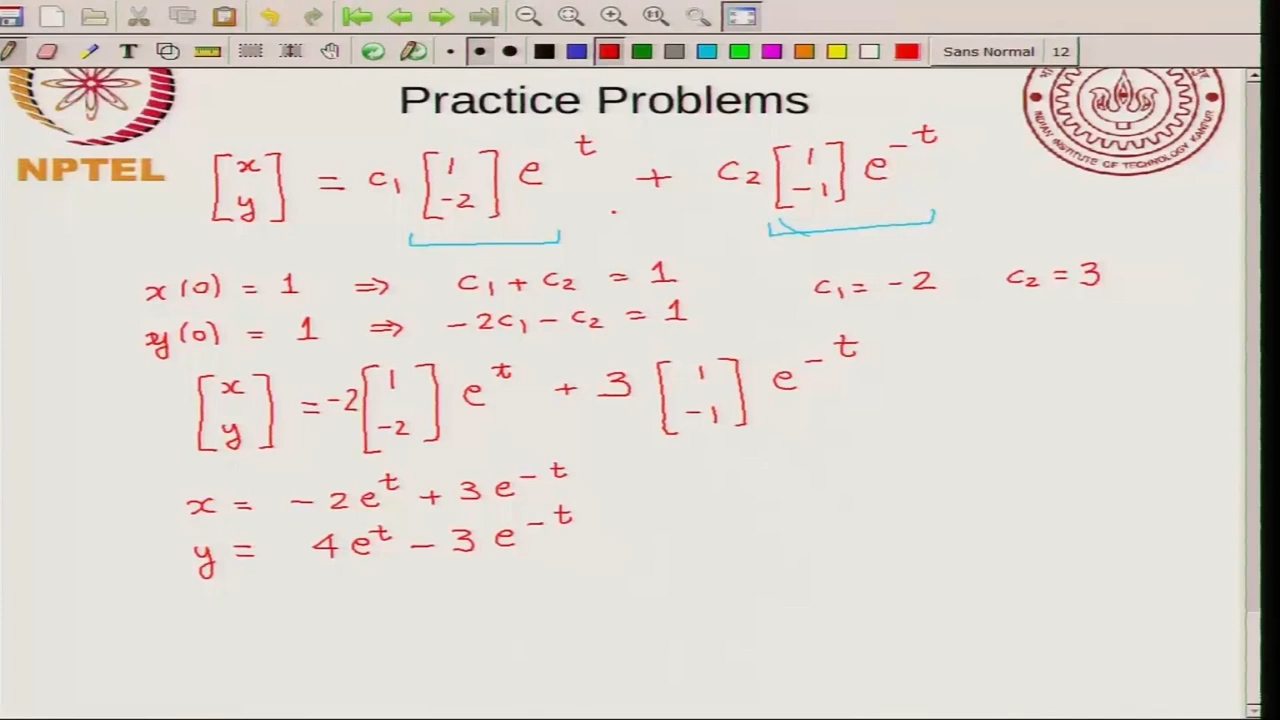 Sans Normal 12
Practice Problems
NPTEL
[x y] = c₁ [1 -2] e^t + c₂ [1 -1] e^-t
x(0) = 1 ⇒ c₁ + c₂ = 1 c₁ = -2 c₂ = 3
y(0) = 1 ⇒ -2c₁ - c₂ = 1
[x y] = -2 [1 -2] e^t + 3 [1 -1] e^-t
x = -2e^t + 3e^-t
y = 4e^t - 3e^-t